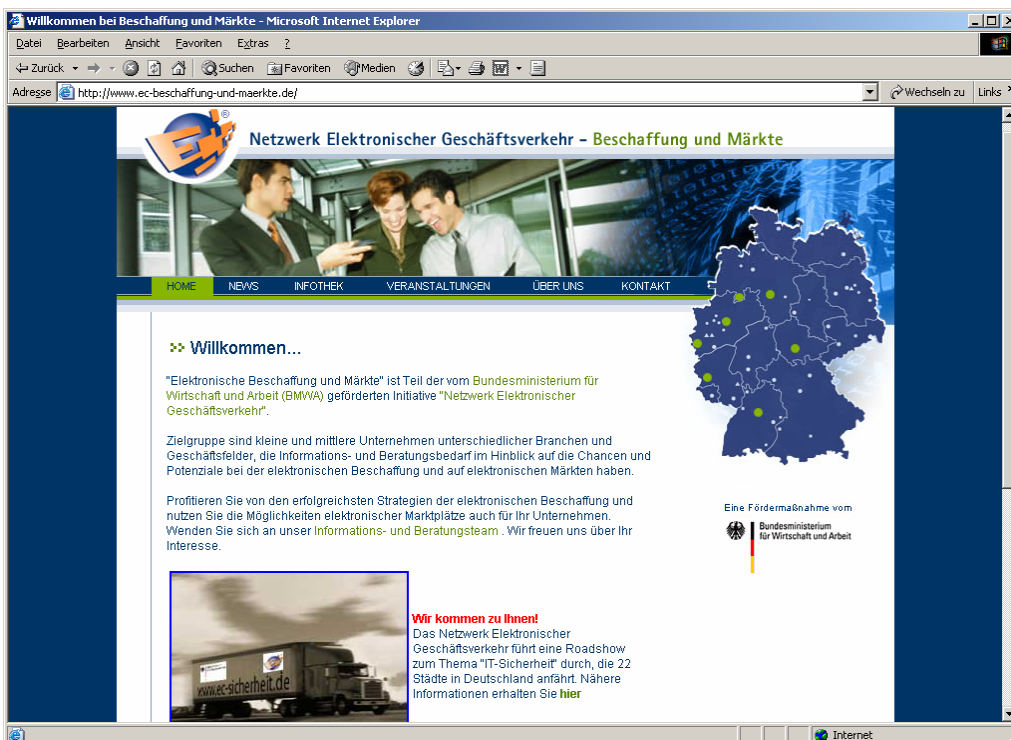 Willkommen bei Beschaffung und Märkte - Microsoft Internet Explorer
Datei Bearbeiten Ansicht Favoriten Extras ?
Zurück Suchen Favoriten Medien
Adresse http://www.ec-beschaffung-und-maerkte.de/ Wechseln zu Links
Netzwerk Elektronischer Geschäftsverkehr – Beschaffung und Märkte
HOME NEWS INFOTHEK VERANSTALTUNGEN ÜBER UNS KONTAKT
Willkommen...
"Elektronische Beschaffung und Märkte" ist Teil der vom Bundesministerium für
Wirtschaft und Arbeit (BMWA) geförderten Initiative "Netzwerk Elektronischer
Geschäftsverkehr".
Zielgruppe sind kleine und mittlere Unternehmen unterschiedlicher Branchen und
Geschäftsfelder, die Informations- und Beratungsbedarf im Hinblick auf die Chancen und
Potenziale bei der elektronischen Beschaffung und auf elektronischen Märkten haben.
Profitieren Sie von den erfolgreichsten Strategien der elektronischen Beschaffung und
nutzen Sie die Möglichkeiten elektronischer Marktplätze auch für Ihr Unternehmen.
Wenden Sie sich an unser Informations- und Beratungsteam . Wir freuen uns über Ihr
Interesse.
Eine Fördermaßnahme vom
Bundesministerium
für Wirtschaft und Arbeit
www.ec-sicherheit.de
Wir kommen zu Ihnen!
Das Netzwerk Elektronischer
Geschäftsverkehr führt eine Roadshow
zum Thema "IT-Sicherheit" durch, die 22
Städte in Deutschland anfährt. Nähere
Informationen erhalten Sie hier
Internet